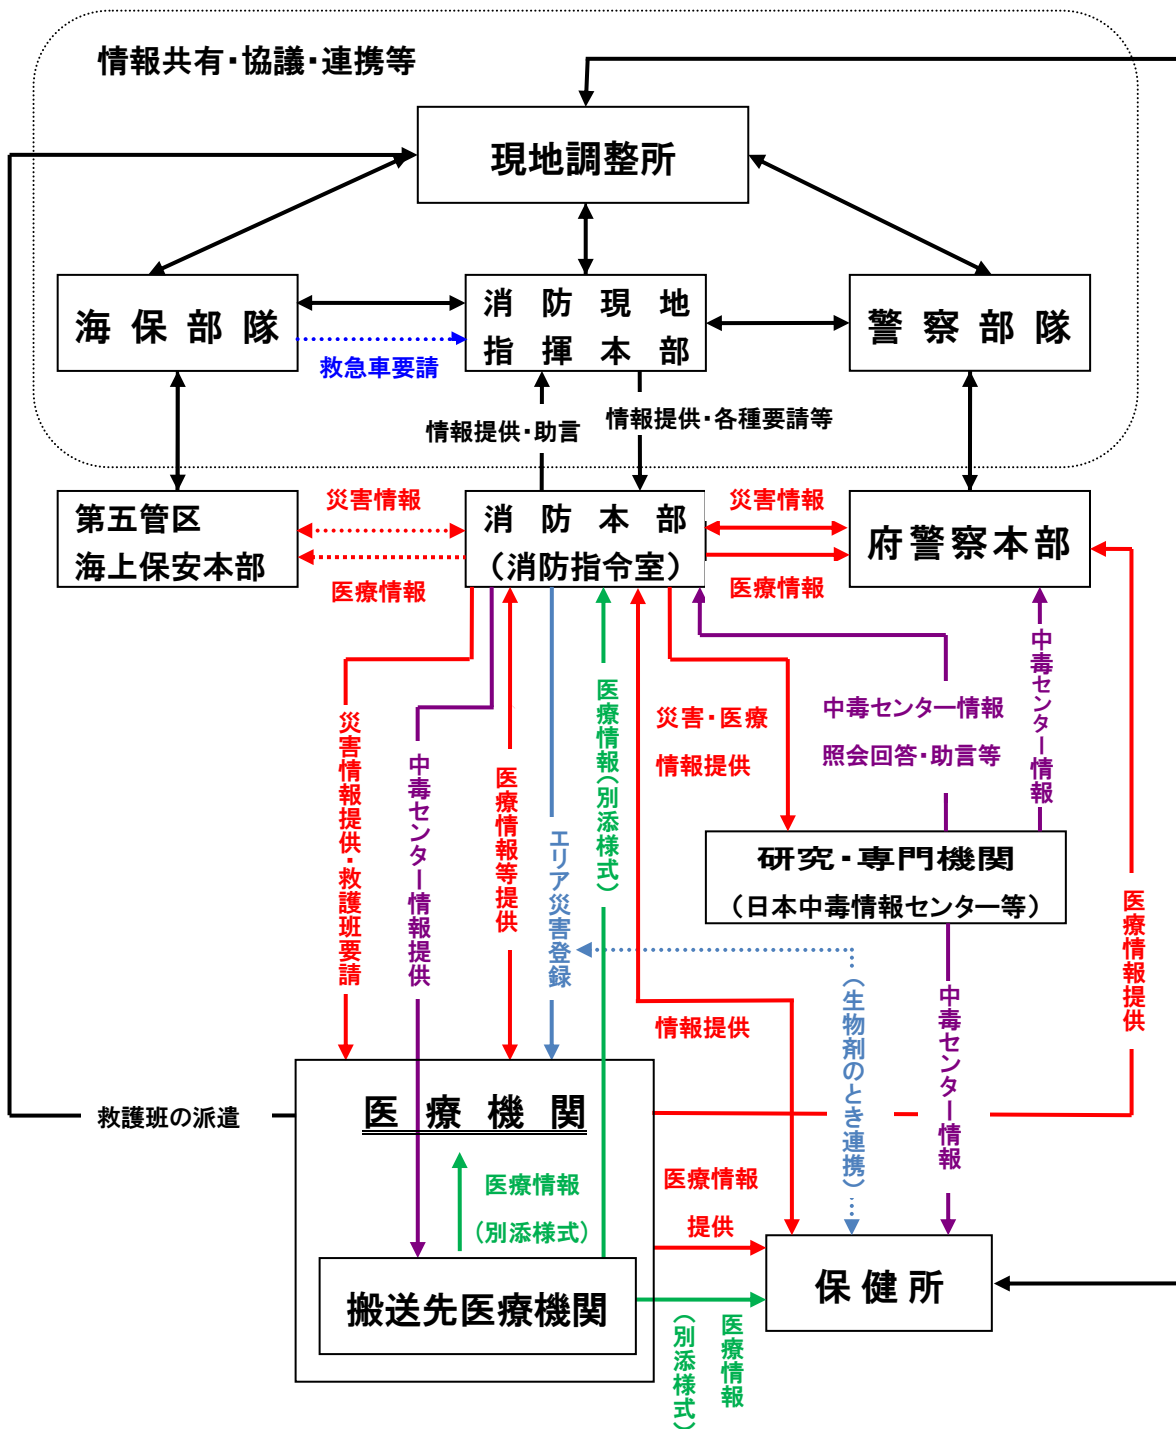 情報共有・協議・連携等
現地調整所
海保部隊
消防現地
指揮本部
警察部隊
救急車要請
情報提供・助言
情報提供・各種要請等
第五管区
海上保安本部
災害情報
医療情報
消防本部
（消防指令室）
災害情報
医療情報
府警察本部
災害情報提供・救護班要請
中毒センター情報提供
医療情報等提供
エリア災害登録
医療情報（別添様式）
災害・医療
情報提供
中毒センター情報
照会回答・助言等
中毒センター情報
研究・専門機関
（日本中毒情報センター等）
医療情報提供
情報提供
（生物剤のとき連携）
中毒センター情報
救護班の派遣
医療機関
医療情報
（別添様式）
搬送先医療機関
医療情報
提供
保健所
医療情報
（別添様式）